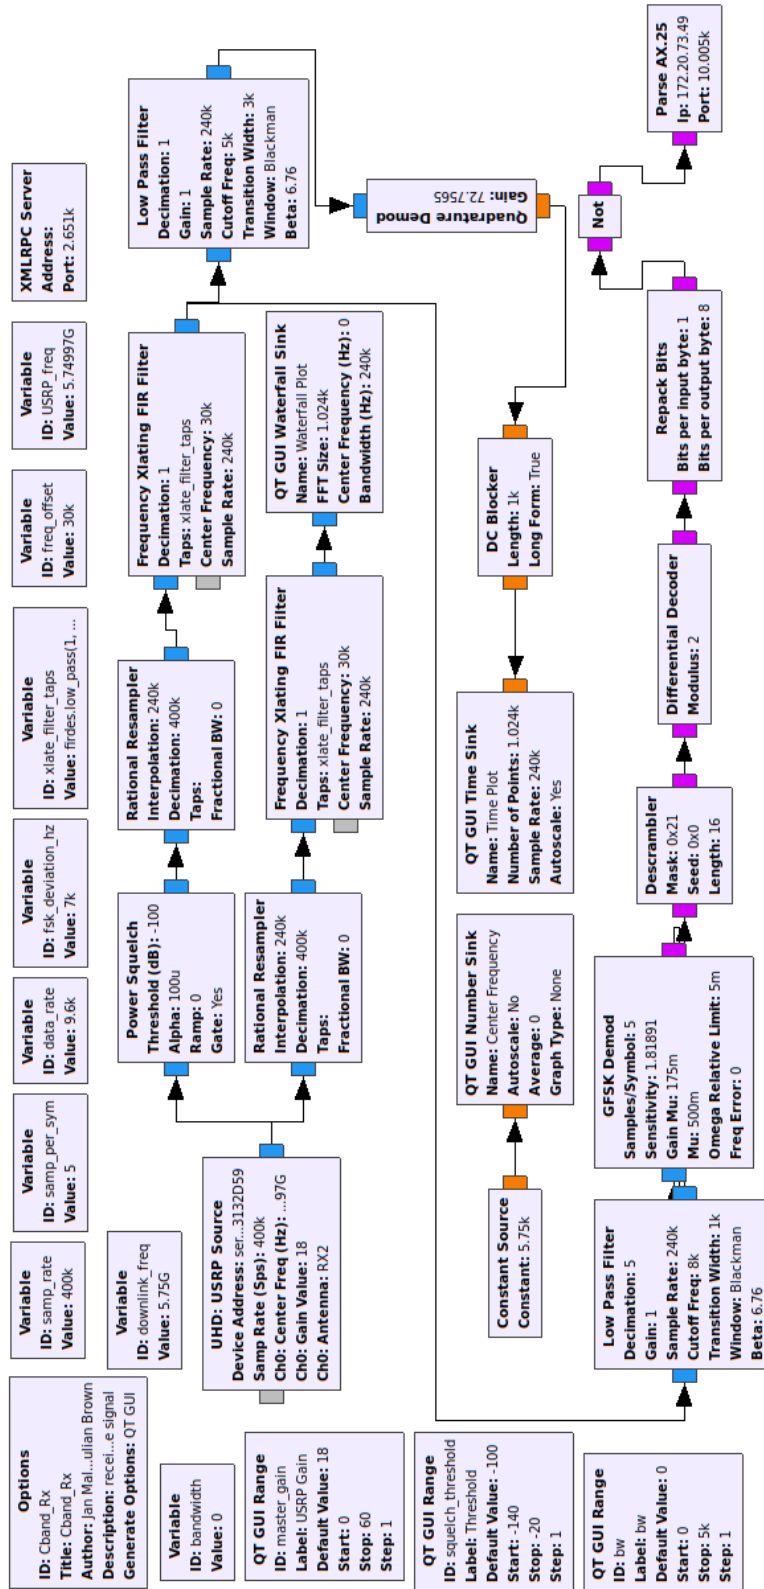 Options
ID: Cband_Rx
Title: Cband_Rx
Author: Jan Mal...ulian Brown
Description: recei...e signal
Generate Options: QT GUI
Variable
ID: samp_rate
Value: 400k
Variable
ID: samp_per_sym
Value: 5
Variable
ID: data_rate
Value: 9.6k
Variable
ID: fsk_deviation_hz
Value: 7k
Variable
ID: xlate_filter_taps
Value: firdes.low_pass(1, ...
Variable
ID: freq_offset
Value: 30k
Variable
ID: USRP_freq
Value: 5.74997G
XMLRPC Server
Address:
Port: 2.651k
Variable
ID: downlink_freq
Value: 5.75G
Variable
ID: bandwidth
Value: 0
QT GUI Range
ID: master_gain
Label: USRP Gain
Default Value: 18
Start: 0
Stop: 60
Step: 1
UHD: USRP Source
Device Address: ser...3132D59
Samp Rate (Sps): 400k
Ch0: Center Freq (Hz): ...97G
Ch0: Gain Value: 18
Ch0: Antenna: RX2
Power Squelch
Threshold (dB): -100
Alpha: 100u
Ramp: 0
Gate: Yes
Rational Resampler
Interpolation: 240k
Decimation: 400k
Taps:
Fractional BW: 0
Frequency Xlating FIR Filter
Decimation: 1
Taps: xlate_filter_taps
Center Frequency: 30k
Sample Rate: 240k
Low Pass Filter
Decimation: 1
Gain: 1
Sample Rate: 240k
Cutoff Freq: 5k
Transition Width: 3k
Window: Blackman
Beta: 6.76
Rational Resampler
Interpolation: 240k
Decimation: 400k
Taps:
Fractional BW: 0
Frequency Xlating FIR Filter
Decimation: 1
Taps: xlate_filter_taps
Center Frequency: 30k
Sample Rate: 240k
QT GUI Waterfall Sink
Name: Waterfall Plot
FFT Size: 1.024k
Center Frequency (Hz): 0
Bandwidth (Hz): 240k
Quadrature Demod
Gain: 72.7565
QT GUI Range
ID: squelch_threshold
Label: Threshold
Default Value: -100
Start: -140
Stop: -20
Step: 1
Constant Source
Constant: 5.75k
QT GUI Number Sink
Name: Center Frequency
Autoscale: No
Average: 0
Graph Type: None
QT GUI Time Sink
Name: Time Plot
Number of Points: 1.024k
Sample Rate: 240k
Autoscale: Yes
DC Blocker
Length: 1k
Long Form: True
QT GUI Range
ID: bw
Label: bw
Default Value: 0
Start: 0
Stop: 5k
Step: 1
Low Pass Filter
Decimation: 5
Gain: 1
Sample Rate: 240k
Cutoff Freq: 8k
Transition Width: 1k
Window: Blackman
Beta: 6.76
GFSK Demod
Samples/Symbol: 5
Sensitivity: 1.81891
Gain Mu: 175m
Mu: 500m
Omega Relative Limit: 5m
Freq Error: 0
Descrambler
Mask: 0x21
Seed: 0x0
Length: 16
Differential Decoder
Modulus: 2
Repack Bits
Bits per input byte: 1
Bits per output byte: 8
Not
Parse AX.25
Ip: 172.20.73.49
Port: 10.005k